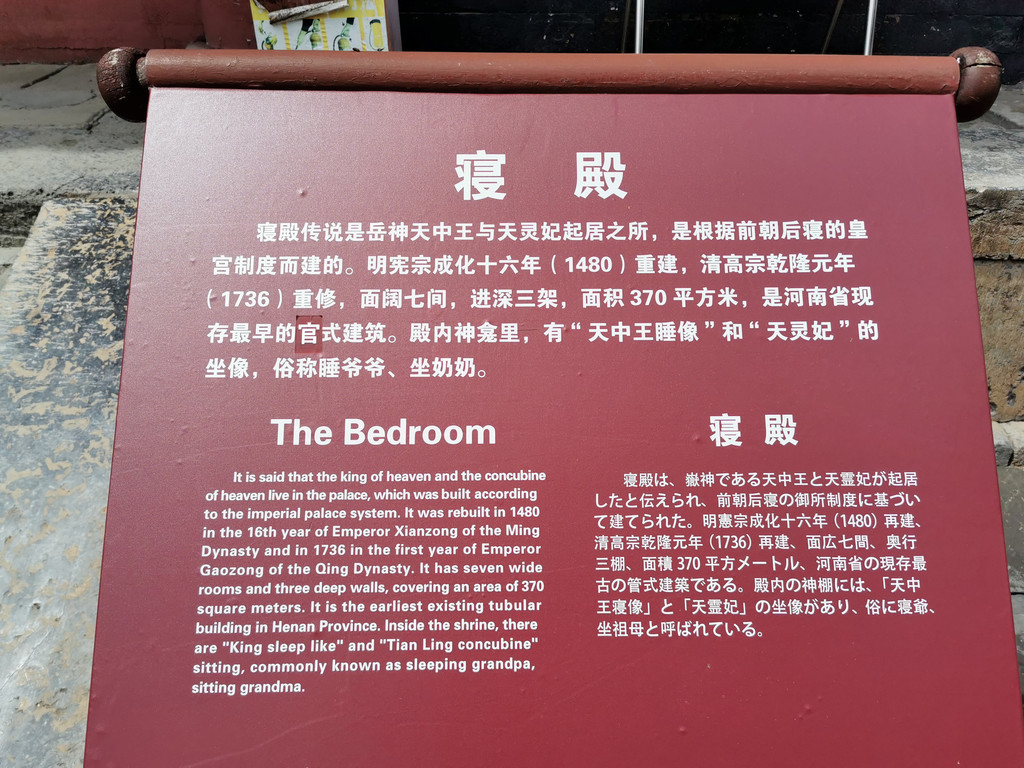 寝 殿
寝殿传说是岳神天中王与天灵妃起居之所，是根据前朝后寝的皇
宫制度而建的。明宪宗成化十六年（1480）重建，清高宗乾隆元年
（1736）重修，面阔七间，进深三架，面积 370 平方米，是河南省现
存最早的官式建筑。殿内神龛里，有“天中王睡像”和“天灵妃”的
坐像，俗称睡爷爷、坐奶奶。
The Bedroom
It is said that the king of heaven and the concubine
of heaven live in the palace, which was built according
to the imperial palace system. It was rebuilt in 1480
in the 16th year of Emperor Xianzong of the Ming
Dynasty and in 1736 in the first year of Emperor
Gaozong of the Qing Dynasty. It has seven wide
rooms and three deep walls, covering an area of 370
square meters. It is the earliest existing tubular
building in Henan Province. Inside the shrine, there
are "King sleep like" and "Tian Ling concubine"
sitting, commonly known as sleeping grandpa,
sitting grandma.
寝 殿
寝殿は、嶽神である天中王と天霊妃が起居
したと伝えられ、前朝后寝の御所制度に基づい
て建てられた。明憲宗成化十六年（1480）再建、
清高宗乾隆元年（1736）再建、面広七間、奥行
三棚、面積 370 平方メートル、河南省の現存最
古の管式建築である。殿内の神棚には、「天中
王寝像」と「天霊妃」の坐像があり、俗に寝爺、
坐祖母と呼ばれている。